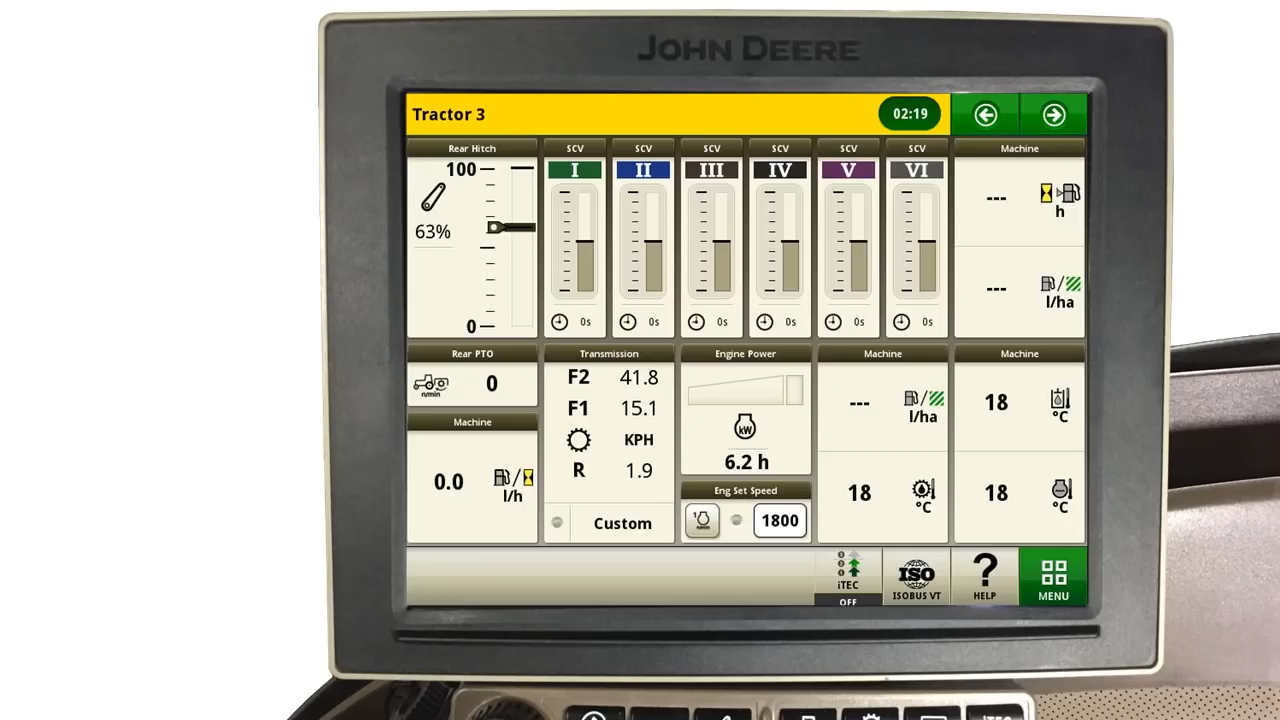 JOHN DEERE
Tractor 3
02:19
Rear Hitch
100
63%
0
SCV
I
0s
SCV
II
0s
SCV
III
0s
SCV
IV
0s
SCV
V
0s
SCV
VI
0s
Machine
---
h
---
l/ha
Rear PTO
n/min
0
Machine
0.0
l/h
Transmission
F2 41.8
F1 15.1
KPH
R 1.9
Custom
Engine Power
kW
6.2 h
Eng Set Speed
1800
Machine
---
l/ha
18
°C
Machine
18
°C
18
°C
iTEC
OFF
ISO
ISOBUS VT
?
HELP
MENU
iTEC